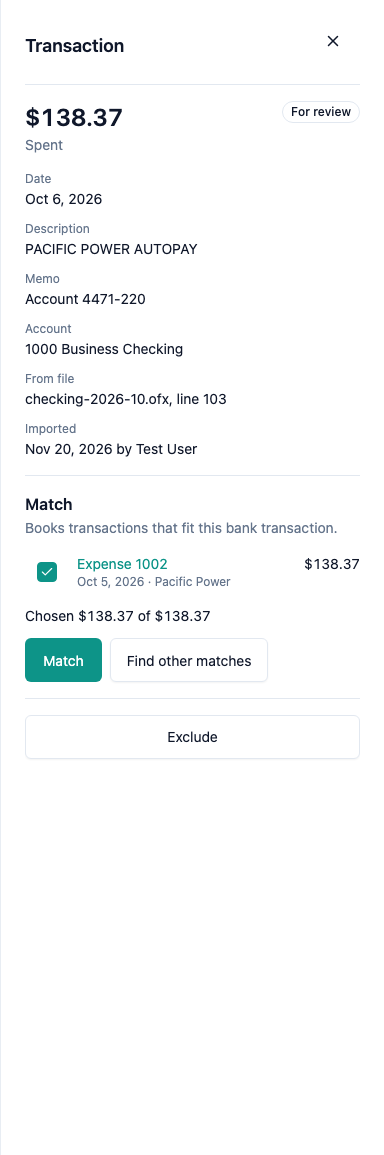 Transaction
$138.37
For review
Spent
Date
Oct 6, 2026
Description
PACIFIC POWER AUTOPAY
Memo
Account 4471-220
Account
1000 Business Checking
From file
checking-2026-10.ofx, line 103
Imported
Nov 20, 2026 by Test User
Match
Books transactions that fit this bank transaction.
Expense 1002
$138.37
Oct 5, 2026 · Pacific Power
Chosen $138.37 of $138.37
Match
Find other matches
Exclude